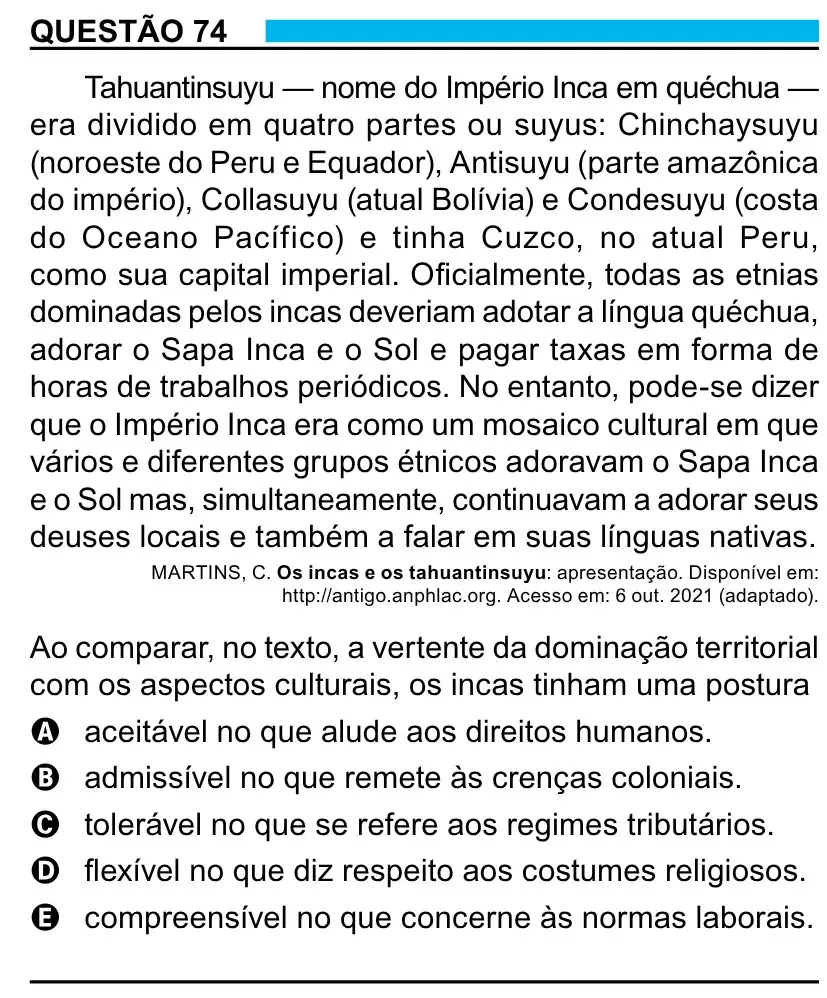 QUESTÃO 74
Tahuantinsuyu — nome do Império Inca em quéchua —
era dividido em quatro partes ou suyus: Chinchaysuyu
(noroeste do Peru e Equador), Antisuyu (parte amazônica
do império), Collasuyu (atual Bolívia) e Condesuyu (costa
do Oceano Pacífico) e tinha Cuzco, no atual Peru,
como sua capital imperial. Oficialmente, todas as etnias
dominadas pelos incas deveriam adotar a língua quéchua,
adorar o Sapa Inca e o Sol e pagar taxas em forma de
horas de trabalhos periódicos. No entanto, pode-se dizer
que o Império Inca era como um mosaico cultural em que
vários e diferentes grupos étnicos adoravam o Sapa Inca
e o Sol mas, simultaneamente, continuavam a adorar seus
deuses locais e também a falar em suas línguas nativas.
MARTINS, C. Os incas e os tahuantinsuyu: apresentação. Disponível em:
http://antigo.anphlac.org. Acesso em: 6 out. 2021 (adaptado).
Ao comparar, no texto, a vertente da dominação territorial
com os aspectos culturais, os incas tinham uma postura
A aceitável no que alude aos direitos humanos.
B admissível no que remete às crenças coloniais.
C tolerável no que se refere aos regimes tributários.
D flexível no que diz respeito aos costumes religiosos.
E compreensível no que concerne às normas laborais.